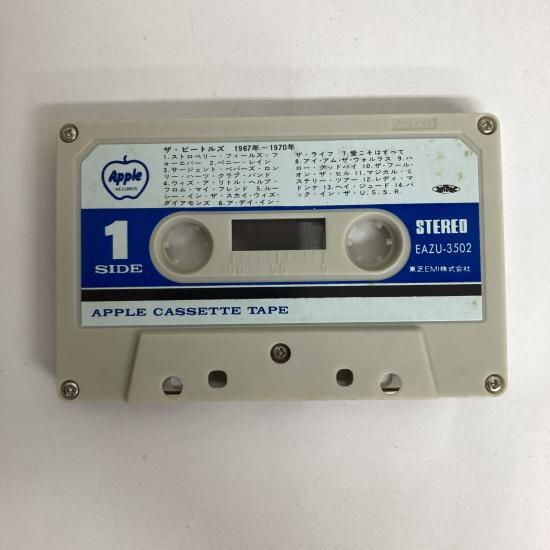 ザ・ビートルズ 1967年－1970年
1.ストロベリー・フィールズ・フ
ォーエバー 2.ペニー・レイン
3.サージェント・ペパーズ・ロン
リー・ハーツ・クラブ・バンド
4.ウィズ・ア・リトル・ヘルプ・
フロム・マイ・フレンド 5.ルー
シー・イン・ザ・スカイ・ウィズ・
ダイアモンズ 6.ア・デイ・イン・
ザ・ライフ 7.愛こそはすべて
8.アイ・アム・ザ・ウォルラス 9.ハ
ロー・グッド・バイ 10.ザ・フール・
オン・ザ・ヒル 11.マジカル・ミ
ステリー・ツアー 12.レディ・マ
ドンナ 13.ヘイ・ジュード 14.バ
ック・イン・ザ・U.S.S.R.
Apple
RECORDS
1
SIDE
100 50 0
STEREO
EAZU-3502
東芝EMI株式会社
APPLE CASSETTE TAPE